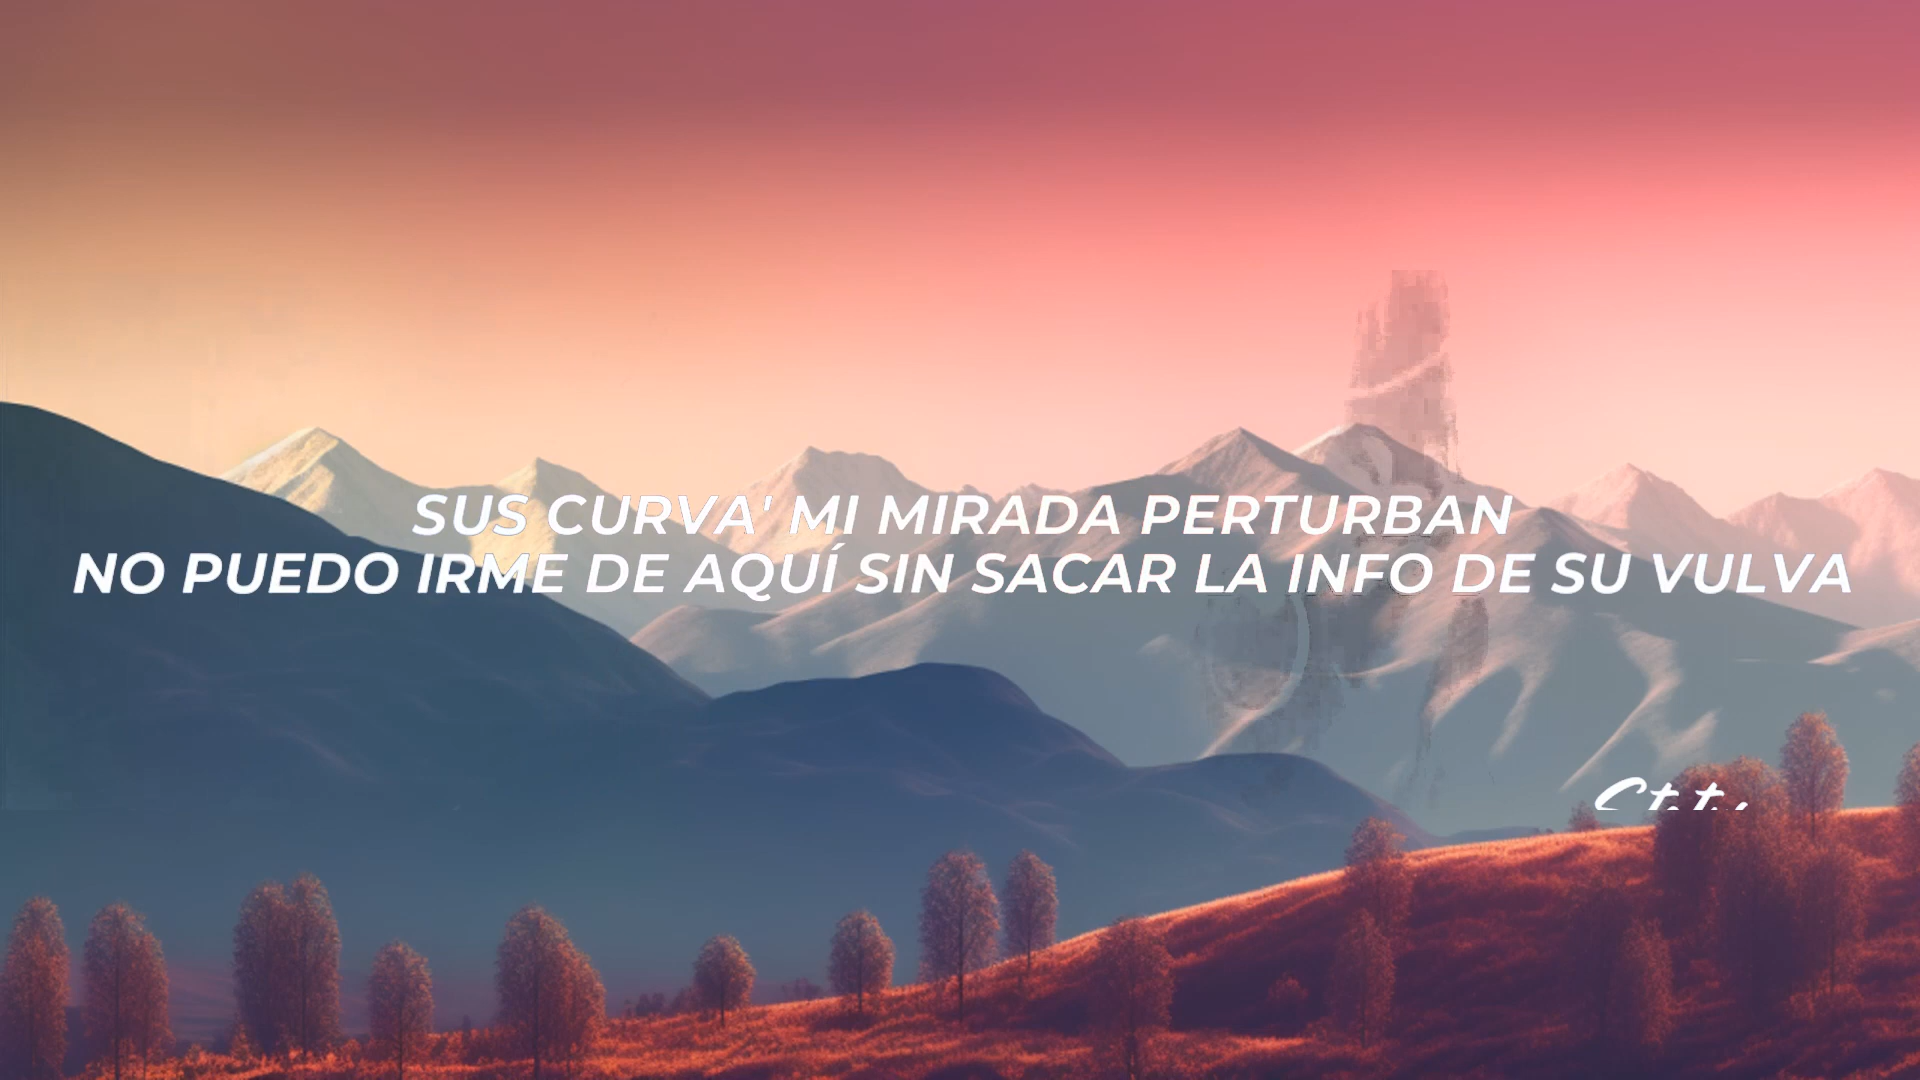 SUS CURVA' MI MIRADA PERTURBAN
NO PUEDO IRME DE AQUÍ SIN SACAR LA INFO DE SU VULVA